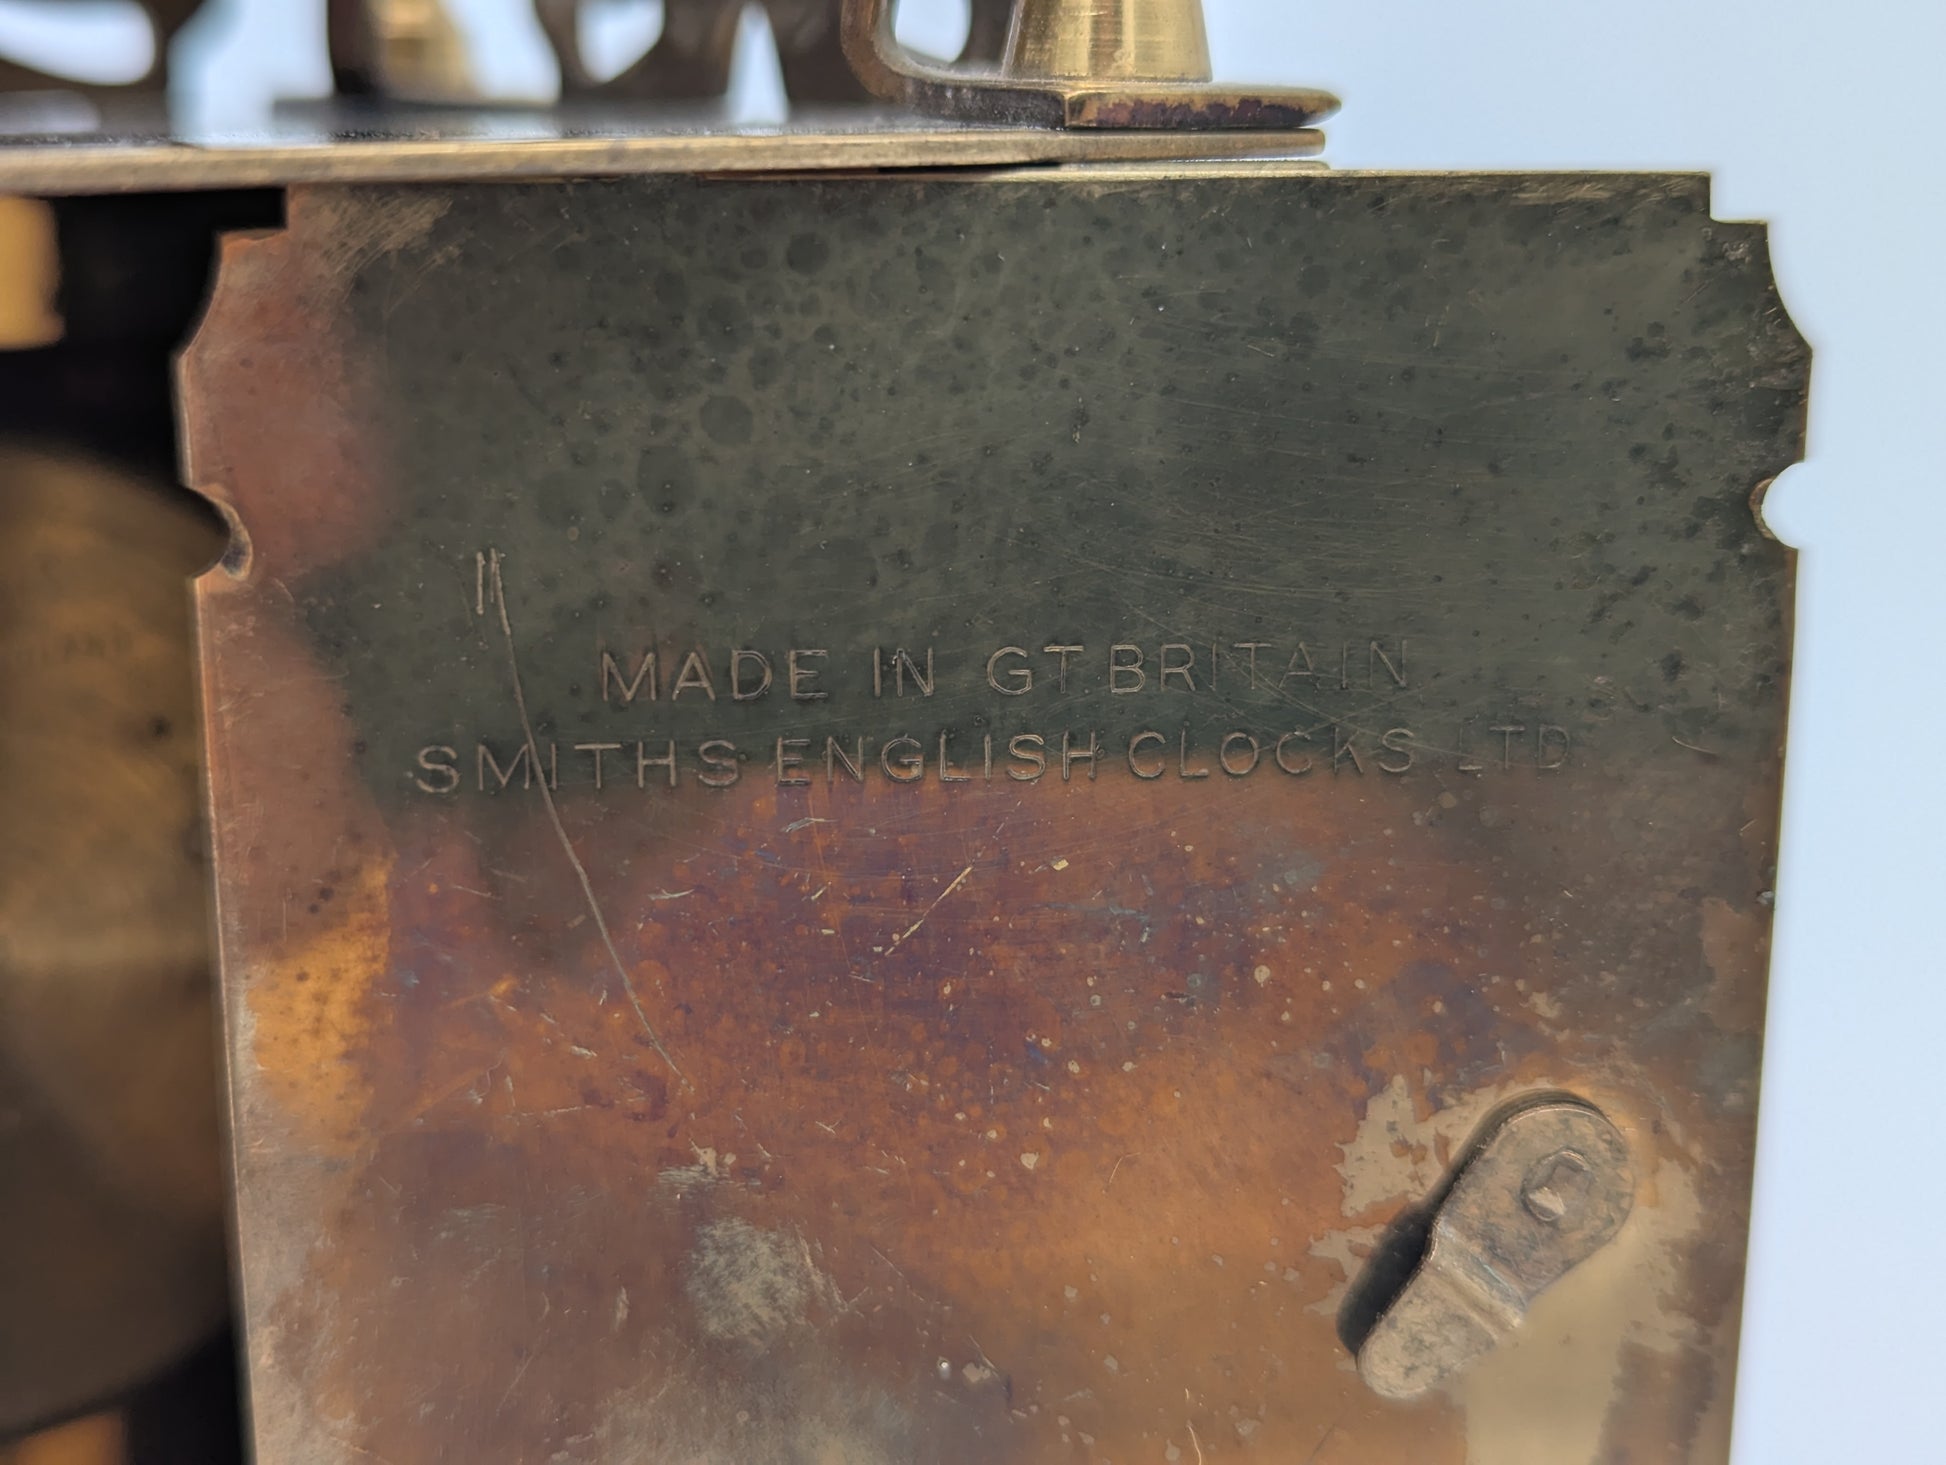 MADE IN GT. BRITAIN
SMITHS ENGLISH CLOCKS LTD